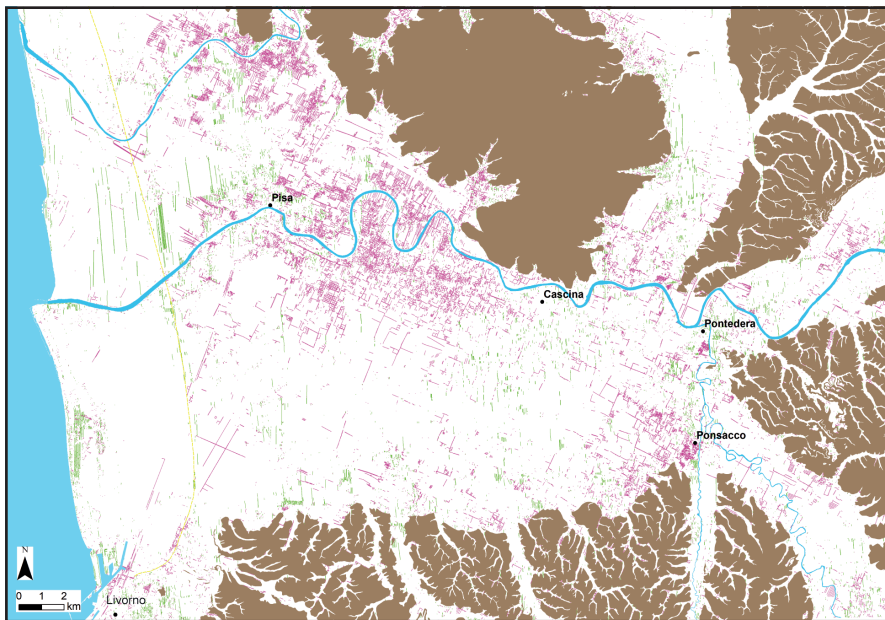 Pisa
Cascina
Pontedera
Ponsacco
N
0 1 2
km
Livorno